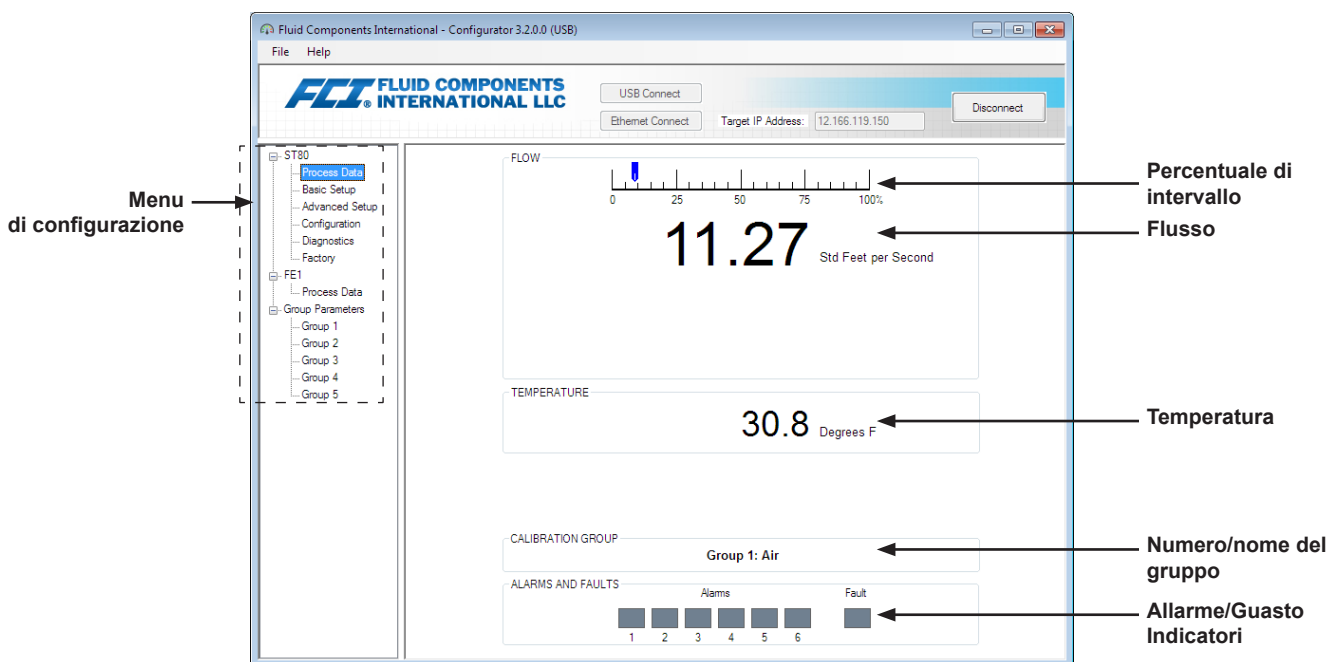 Fluid Components International - Configurator 3.2.0.0 (USB)
File Help
FCI® FLUID COMPONENTS
INTERNATIONAL LLC
USB Connect
Ethernet Connect
Target IP Address: 12.166.119.150
Disconnect
Menu
di configurazione
ST80
Process Data
Basic Setup
Advanced Setup
Configuration
Diagnostics
Factory
FE1
Process Data
Group Parameters
Group 1
Group 2
Group 3
Group 4
Group 5
FLOW
0 25 50 75 100%
11.27 Std Feet per Second
TEMPERATURE
30.8 Degrees F
CALIBRATION GROUP
Group 1: Air
ALARMS AND FAULTS
Alarms Fault
1 2 3 4 5 6
Percentuale di
intervallo
Flusso
Temperatura
Numero/nome del
gruppo
Allarme/Guasto
Indicatori